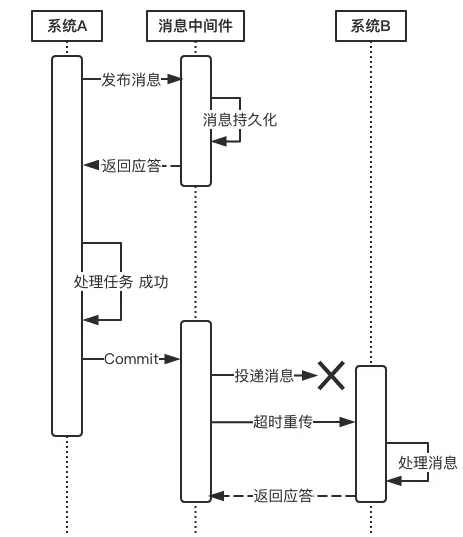 系统A
消息中间件
系统B
发布消息
消息持久化
返回应答
处理任务 成功
Commit
投递消息
超时重传
处理消息
返回应答